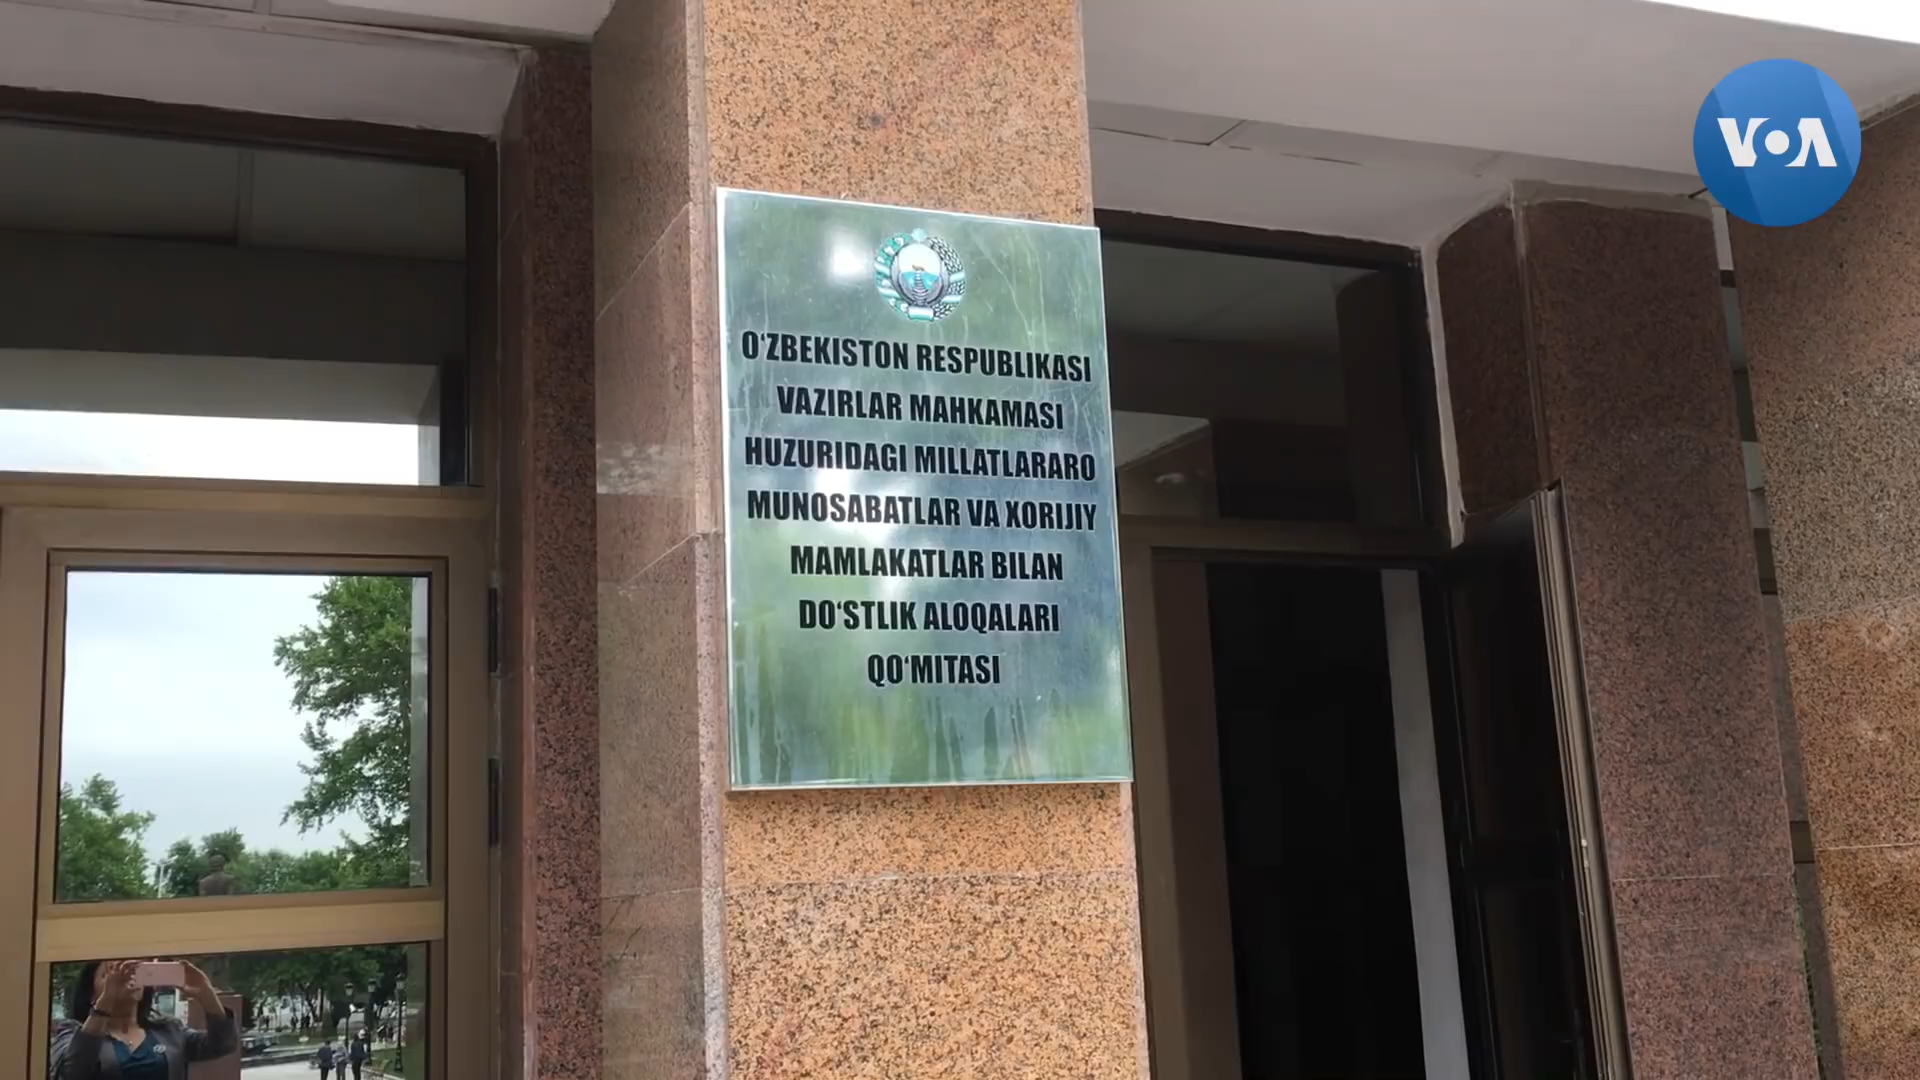 VOA
O‘ZBEKISTON RESPUBLIKASI
VAZIRLAR MAHKAMASI
HUZURIDAGI MILLATLARARO
MUNOSABATLAR VA XORIJIY
MAMLAKATLAR BILAN
DO‘STLIK ALOQALARI
QO‘MITASI